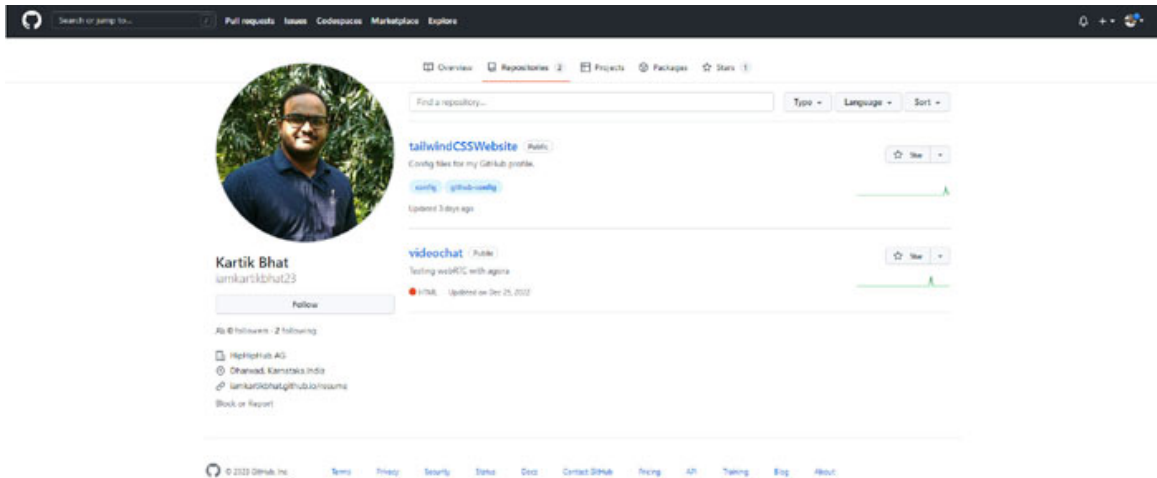 Search or jump to... /
Pull requests Issues Codespaces Marketplace Explore
Overview Repositories 2 Projects Packages Stars 1
Find a repository...
Type Language Sort
tailwindCSSWebsite Public
Star
Config files for my GitHub profile.
config github-config
Updated 3 days ago
videochat Public
Star
Testing webRTC with agora
HTML Updated on Dec 25, 2022
Kartik Bhat
iamkartikbhat23
Follow
0 followers · 2 following
HipHipHub AG
Dharwad, Karnataka India
iamkartikbhat.github.io/resume
Block or Report
© 2023 GitHub, Inc. Terms Privacy Security Status Docs Contact GitHub Pricing API Training Blog About